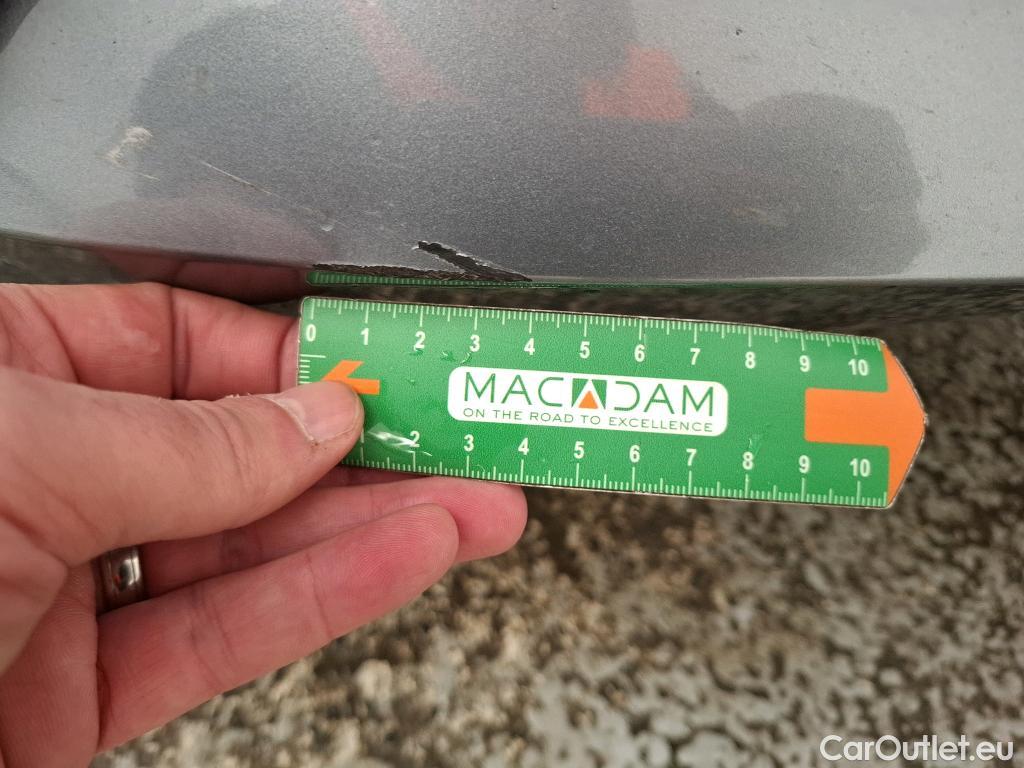 0 1 2 3 4 5 6 7 8 9 10
MACADAM
ON THE ROAD TO EXCELLENCE
1 2 3 4 5 6 7 8 9 10
CarOutlet.eu